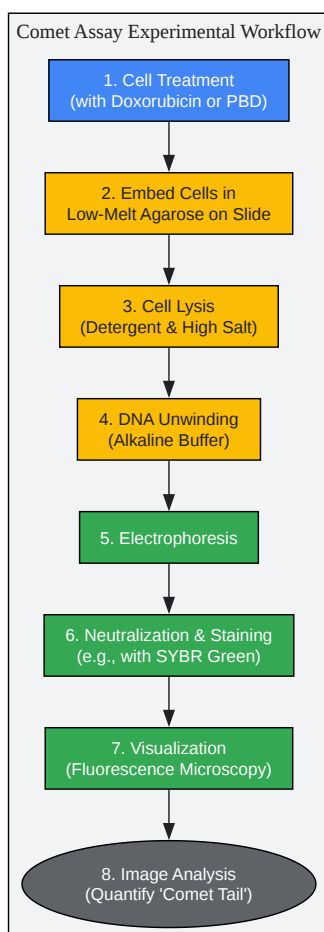 Comet Assay Experimental Workflow
1. Cell Treatment
(with Doxorubicin or PBD)
2. Embed Cells in
Low-Melt Agarose on Slide
3. Cell Lysis
(Detergent & High Salt)
4. DNA Unwinding
(Alkaline Buffer)
5. Electrophoresis
6. Neutralization & Staining
(e.g., with SYBR Green)
7. Visualization
(Fluorescence Microscopy)
8. Image Analysis
(Quantify 'Comet Tail')